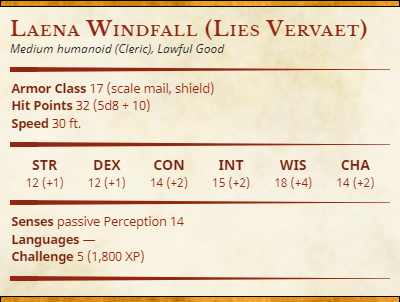 Laena Windfall (Lies Vervaet)
Medium humanoid (Cleric), Lawful Good
Armor Class 17 (scale mail, shield)
Hit Points 32 (5d8 + 10)
Speed 30 ft.
STR DEX CON INT WIS CHA
12 (+1) 12 (+1) 14 (+2) 15 (+2) 18 (+4) 14 (+2)
Senses passive Perception 14
Languages —
Challenge 5 (1,800 XP)